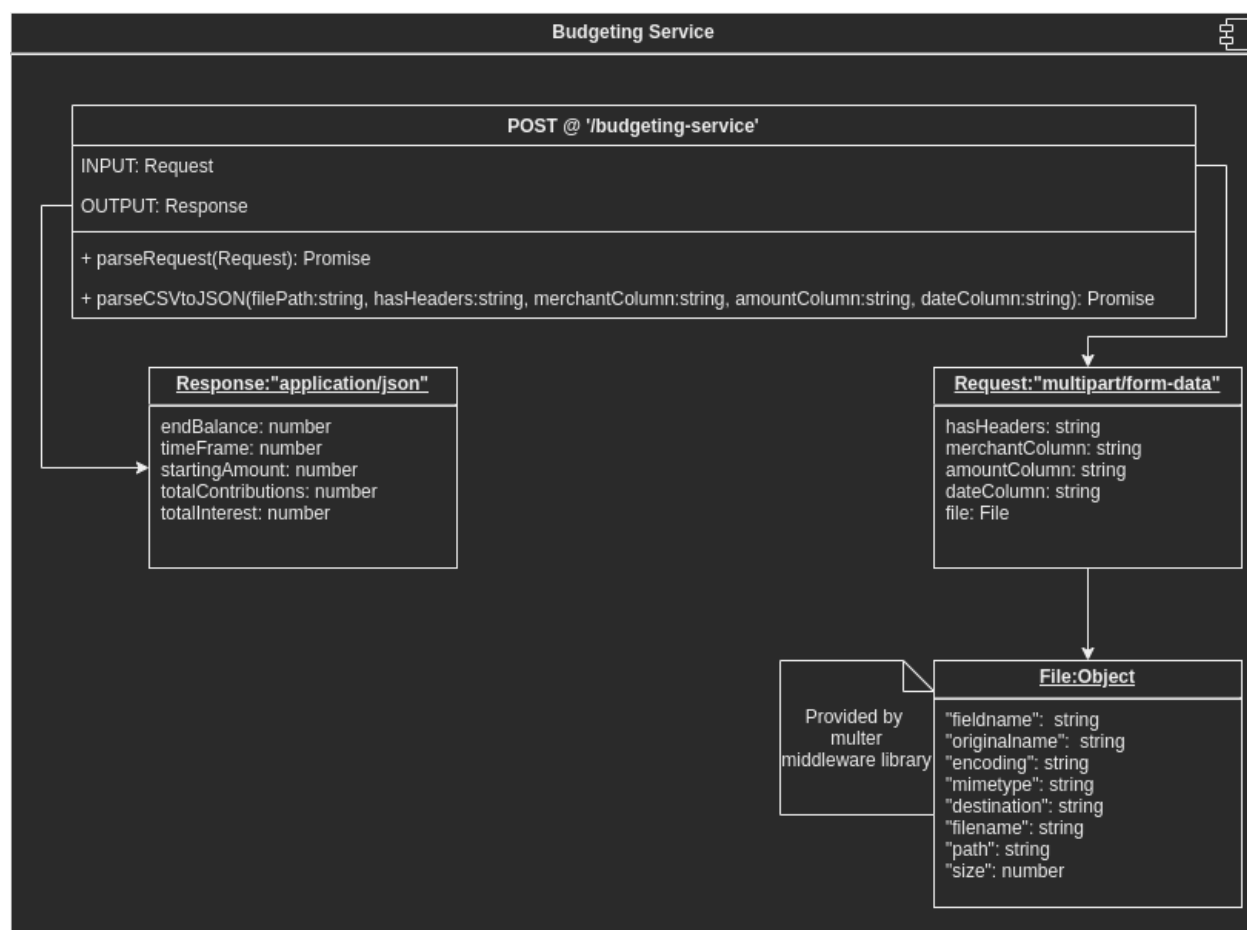 Budgeting Service
POST @ '/budgeting-service'
INPUT: Request
OUTPUT: Response
+ parseRequest(Request): Promise
+ parseCSVtoJSON(filePath:string, hasHeaders:string, merchantColumn:string, amountColumn:string, dateColumn:string): Promise
Response:"application/json"
endBalance: number
timeFrame: number
startingAmount: number
totalContributions: number
totalInterest: number
Request:"multipart/form-data"
hasHeaders: string
merchantColumn: string
amountColumn: string
dateColumn: string
file: File
Provided by
multer
middleware library
File:Object
"fieldname":  string
"originalname":  string
"encoding": string
"mimetype": string
"destination": string
"filename": string
"path": string
"size": number